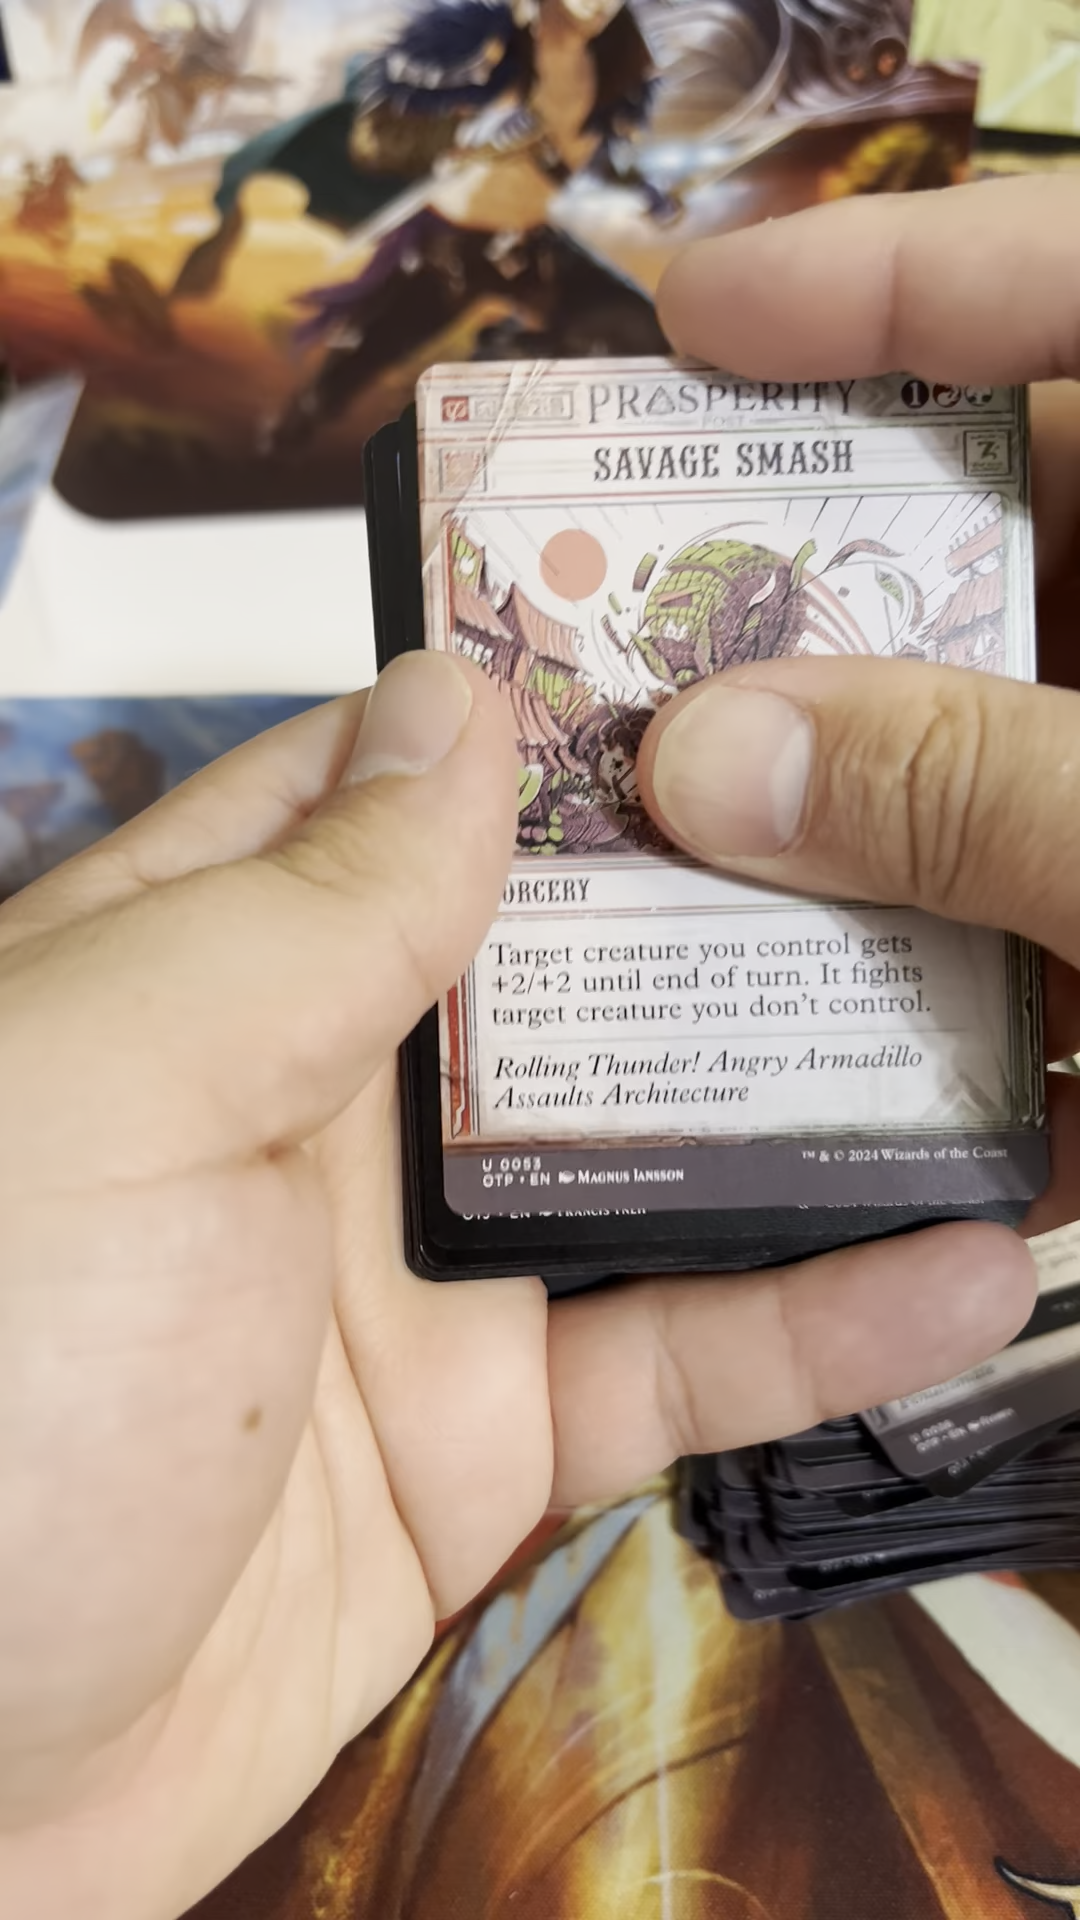 PROSPERITY
POST
1
SAVAGE SMASH
ORCERY
Target creature you control gets
+2/+2 until end of turn. It fights
target creature you don't control.
Rolling Thunder! Angry Armadillo
Assaults Architecture
U 0053
OTP • EN MAGNUS JANSSON
™ & © 2024 Wizards of the Coast